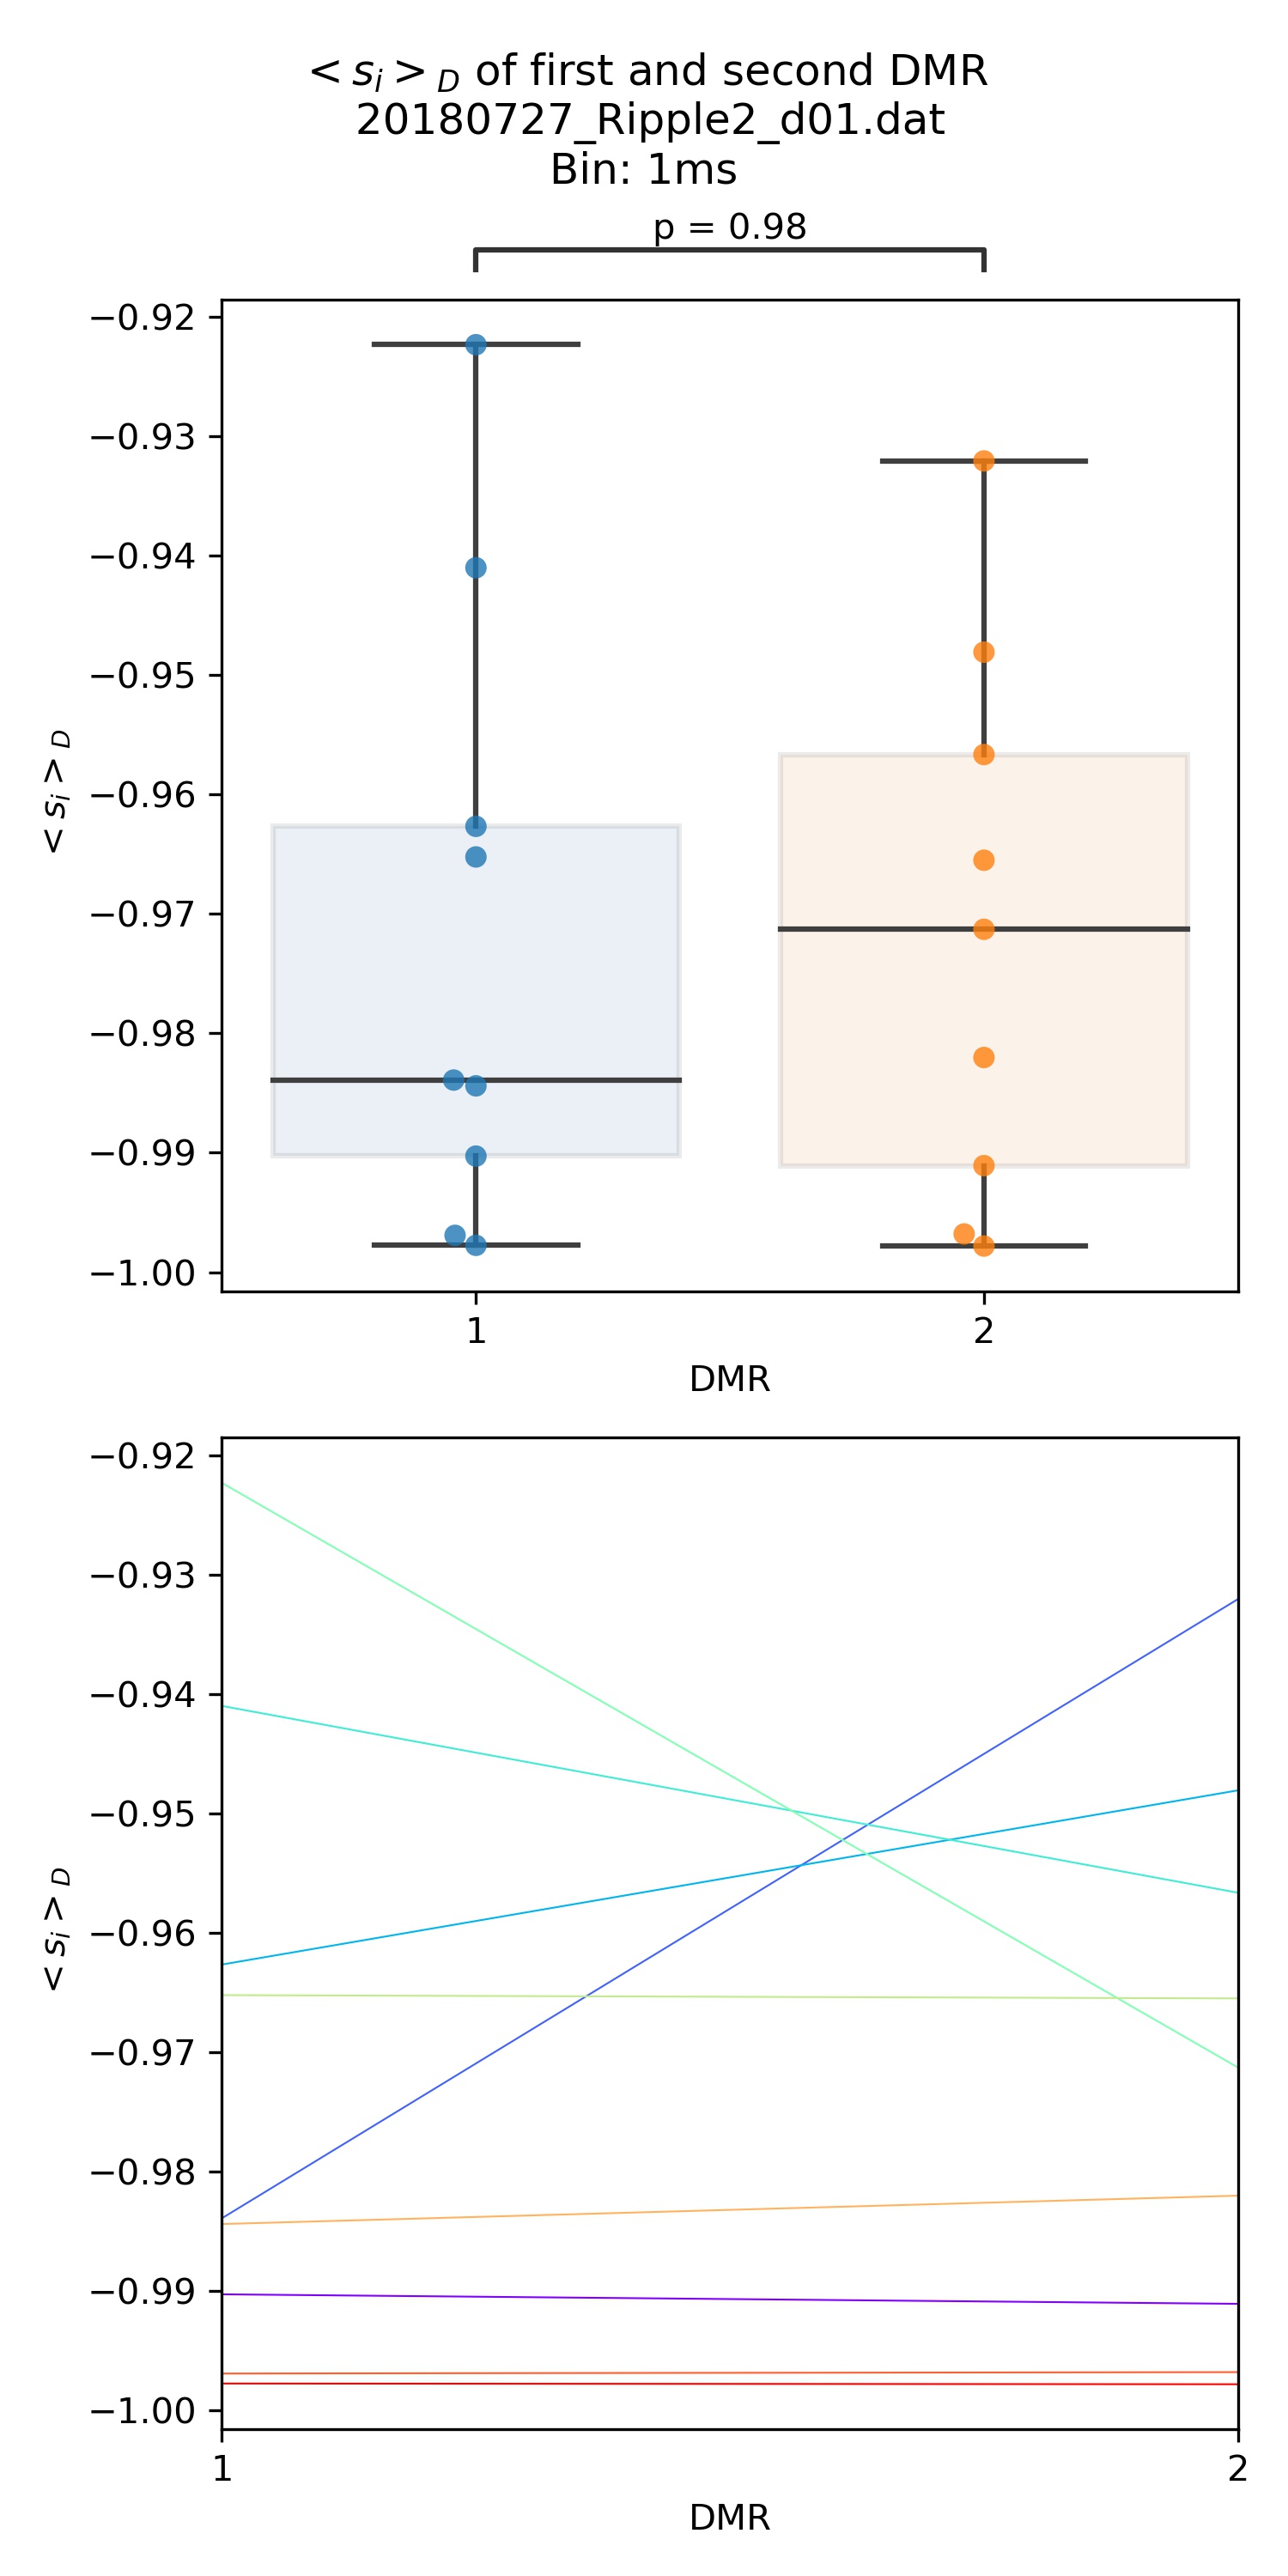 < s_i >_D of first and second DMR
20180727_Ripple2_d01.dat
Bin: 1ms
p = 0.98
−0.92
−0.93
−0.94
−0.95
−0.96
−0.97
−0.98
−0.99
−1.00
< s_i >_D
1
2
DMR
−0.92
−0.93
−0.94
−0.95
−0.96
−0.97
−0.98
−0.99
−1.00
< s_i >_D
1
2
DMR